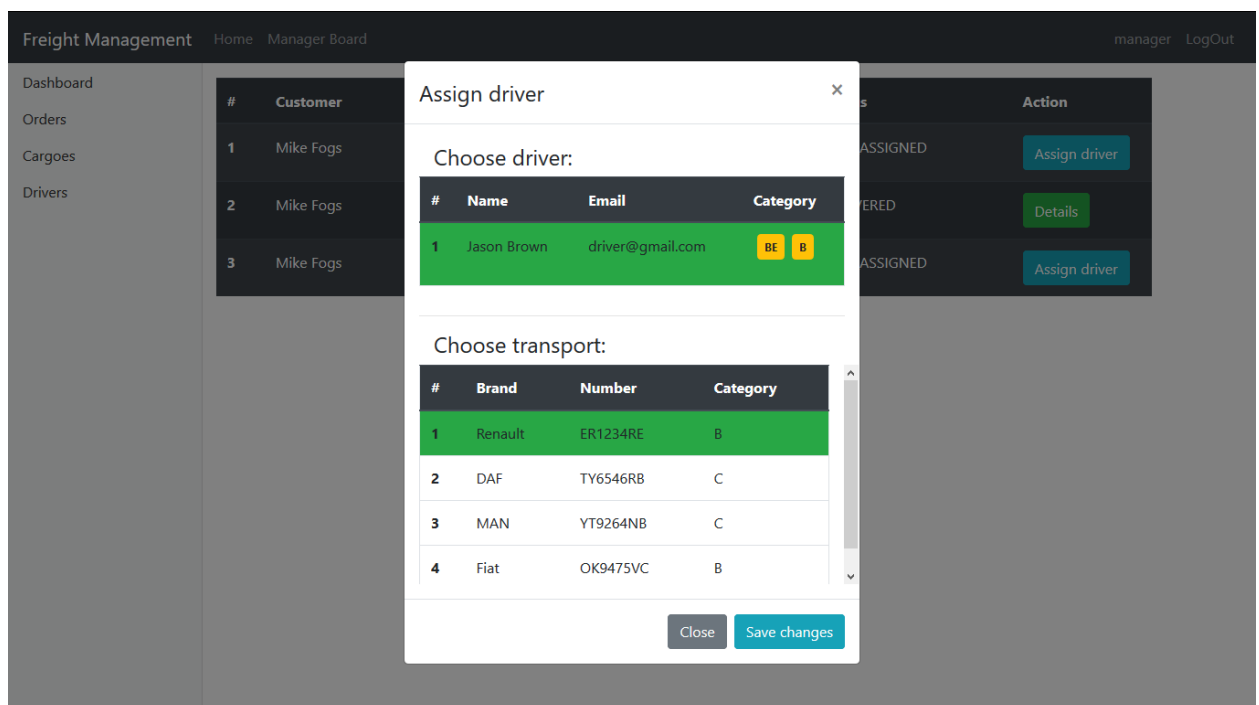 Freight Management Home Manager Board manager LogOut
Dashboard
Orders
Cargoes
Drivers
# Customer Action
1 Mike Fogs ASSIGNED Assign driver
2 Mike Fogs Details
3 Mike Fogs ASSIGNED Assign driver
Assign driver ×
Choose driver:
# Name Email Category
1 Jason Brown driver@gmail.com BE B
Choose transport:
# Brand Number Category
1 Renault ER1234RE B
2 DAF TY6546RB C
3 MAN YT9264NB C
4 Fiat OK9475VC B
Close Save changes